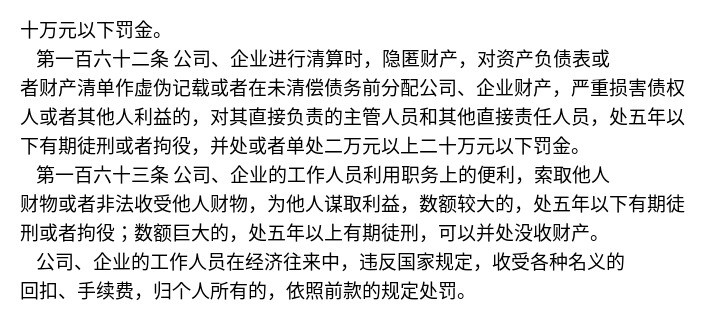 十万元以下罚金。
第一百六十二条 公司、企业进行清算时，隐匿财产，对资产负债表或
者财产清单作虚伪记载或者在未清偿债务前分配公司、企业财产，严重损害债权
人或者其他人利益的，对其直接负责的主管人员和其他直接责任人员，处五年以
下有期徒刑或者拘役，并处或者单处二万元以上二十万元以下罚金。
第一百六十三条 公司、企业的工作人员利用职务上的便利，索取他人
财物或者非法收受他人财物，为他人谋取利益，数额较大的，处五年以下有期徒
刑或者拘役；数额巨大的，处五年以上有期徒刑，可以并处没收财产。
公司、企业的工作人员在经济往来中，违反国家规定，收受各种名义的
回扣、手续费，归个人所有的，依照前款的规定处罚。